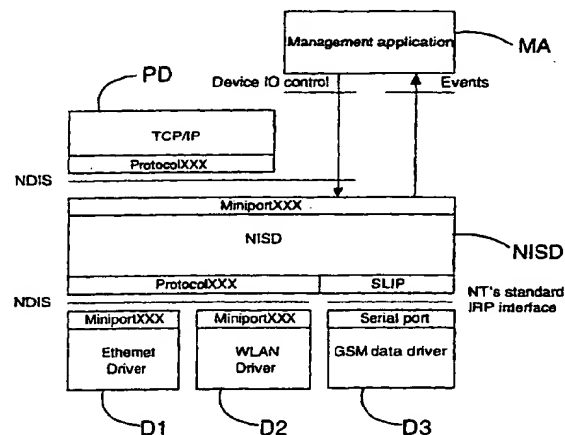 Management application
MA
PD
Device IO control
Events
TCP/IP
ProtocolXXX
NDIS
MiniportXXX
NISD
NISD
ProtocolXXX
SLIP
NDIS
NT's standard
IRP interface
MiniportXXX
MiniportXXX
Serial port
Ethernet
Driver
WLAN
Driver
GSM data driver
D1
D2
D3